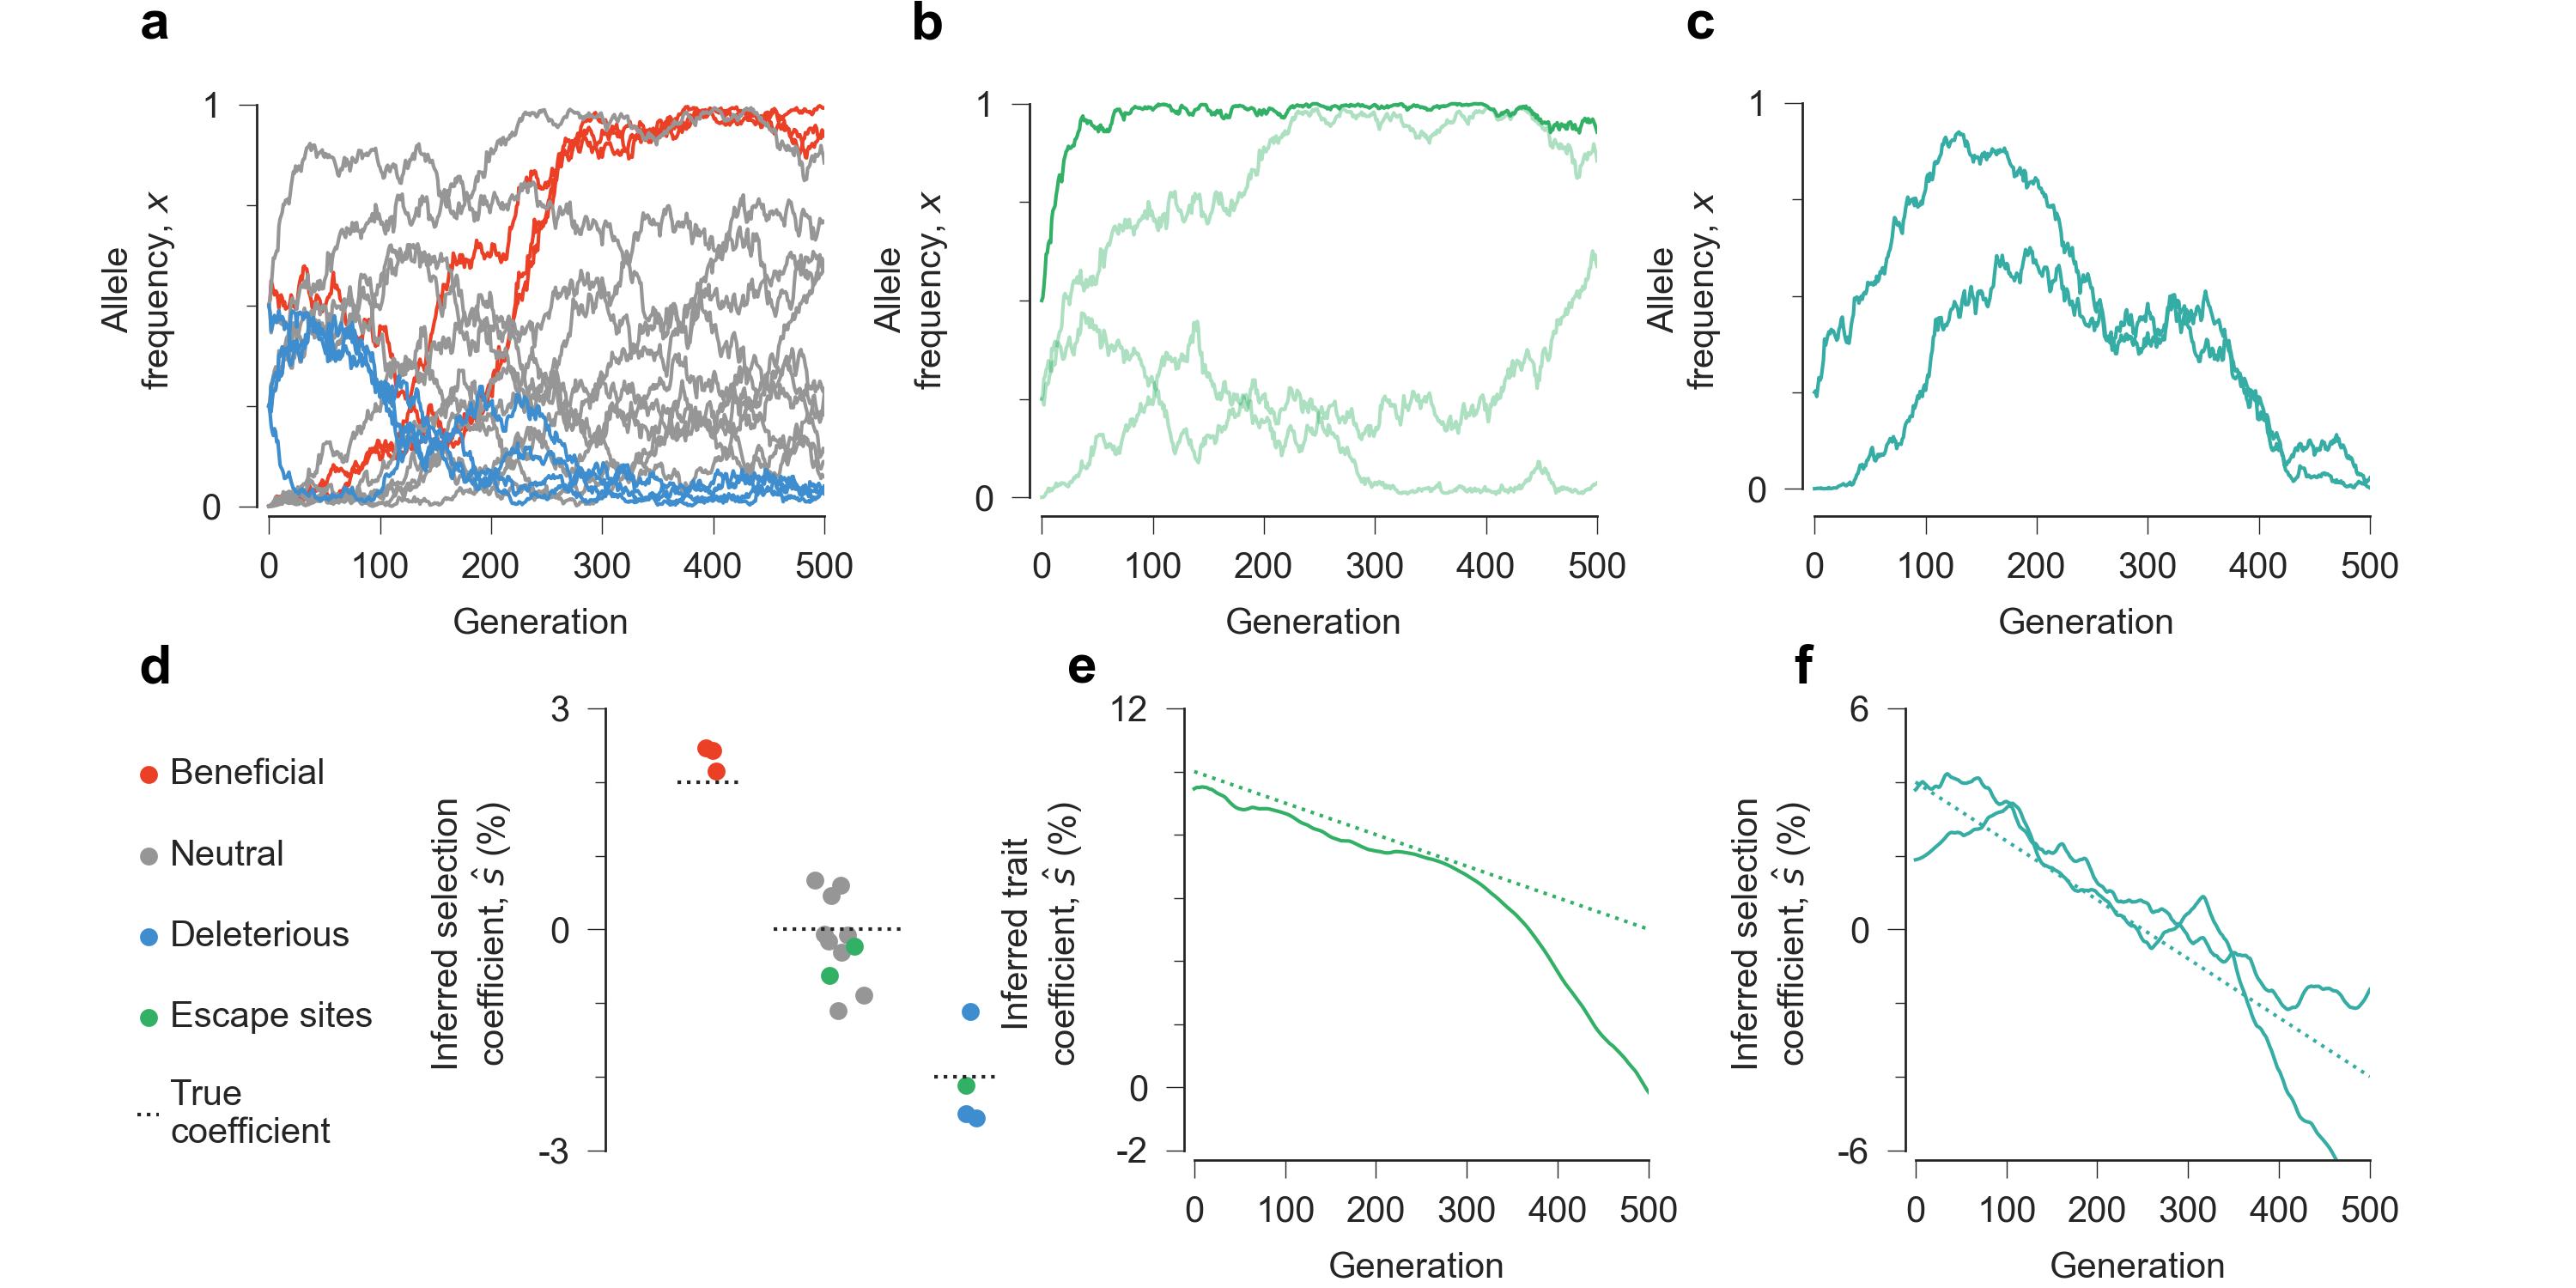 a
b
c
1
0
Allele
frequency, x
0 100 200 300 400 500
Generation
1
0
Allele
frequency, x
0 100 200 300 400 500
Generation
1
0
Allele
frequency, x
0 100 200 300 400 500
Generation
d
Beneficial
Neutral
Deleterious
Escape sites
··· True
coefficient
3
0
-3
Inferred selection
coefficient, ŝ (%)
e
12
0
-2
Inferred trait
coefficient, ŝ (%)
0 100 200 300 400 500
Generation
f
6
0
-6
Inferred selection
coefficient, ŝ (%)
0 100 200 300 400 500
Generation